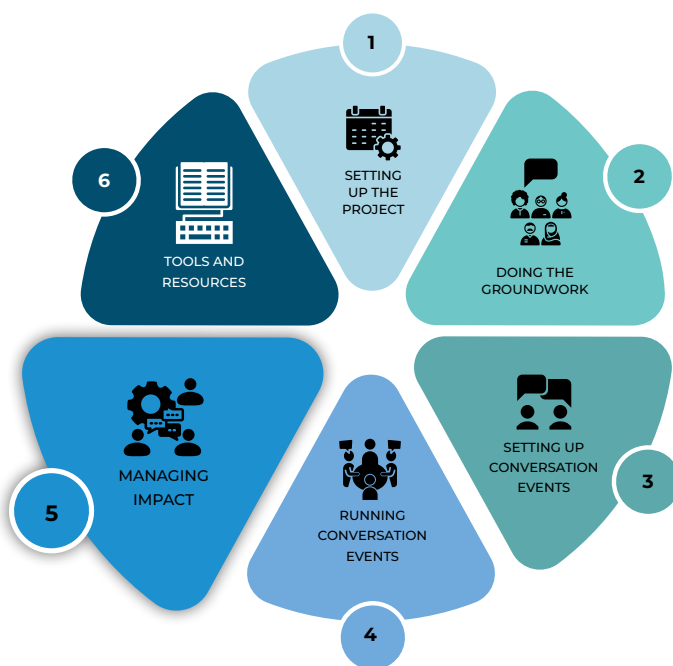 1
SETTING
UP THE
PROJECT
2
DOING THE
GROUNDWORK
3
SETTING UP
CONVERSATION
EVENTS
4
RUNNING
CONVERSATION
EVENTS
5
MANAGING
IMPACT
6
TOOLS AND
RESOURCES